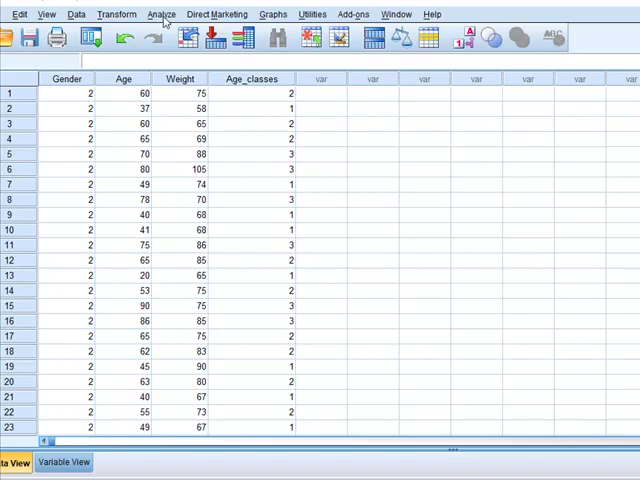 Edit View Data Transform Analyze Direct Marketing Graphs Utilities Add-ons Window Help
A
1
ABC
Gender Age Weight Age_classes var var var var var var var
1 2 60 75 2
2 2 37 58 1
3 2 60 65 2
4 2 65 69 2
5 2 70 88 3
6 2 80 105 3
7 2 49 74 1
8 2 78 70 3
9 2 40 68 1
10 2 41 68 1
11 2 75 86 3
12 2 65 85 2
13 2 20 65 1
14 2 53 75 2
15 2 90 75 3
16 2 86 85 3
17 2 65 75 2
18 2 62 83 2
19 2 45 90 1
20 2 63 80 2
21 2 40 67 1
22 2 55 73 2
23 2 49 67 1
ta View Variable View